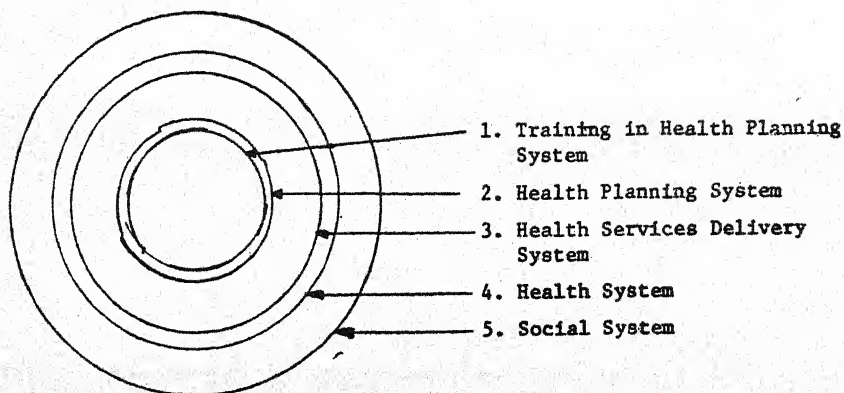 1. Training in Health Planning
System
2. Health Planning System
3. Health Services Delivery
System
4. Health System
5. Social System